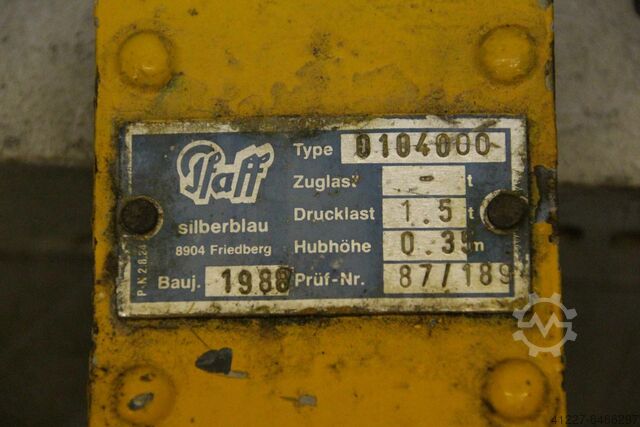 Pfaff
silberblau
8904 Friedberg
Bauj. 1988
Type 0104000
Zuglast - t
Drucklast 1.5 t
Hubhöhe 0.35 m
Prüf-Nr. 87/189
P-N 2.8.24
41227-6486297